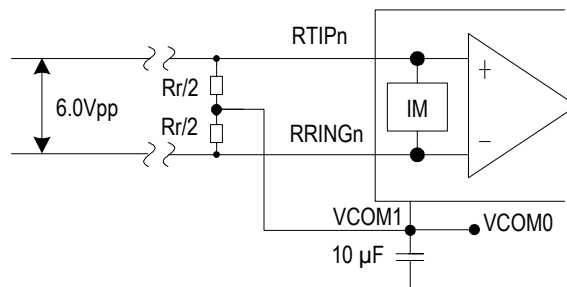 RTIPn
Rr/2
+
6.0Vpp
IM
Rr/2
−
RRINGn
VCOM1
VCOM0
10 µF